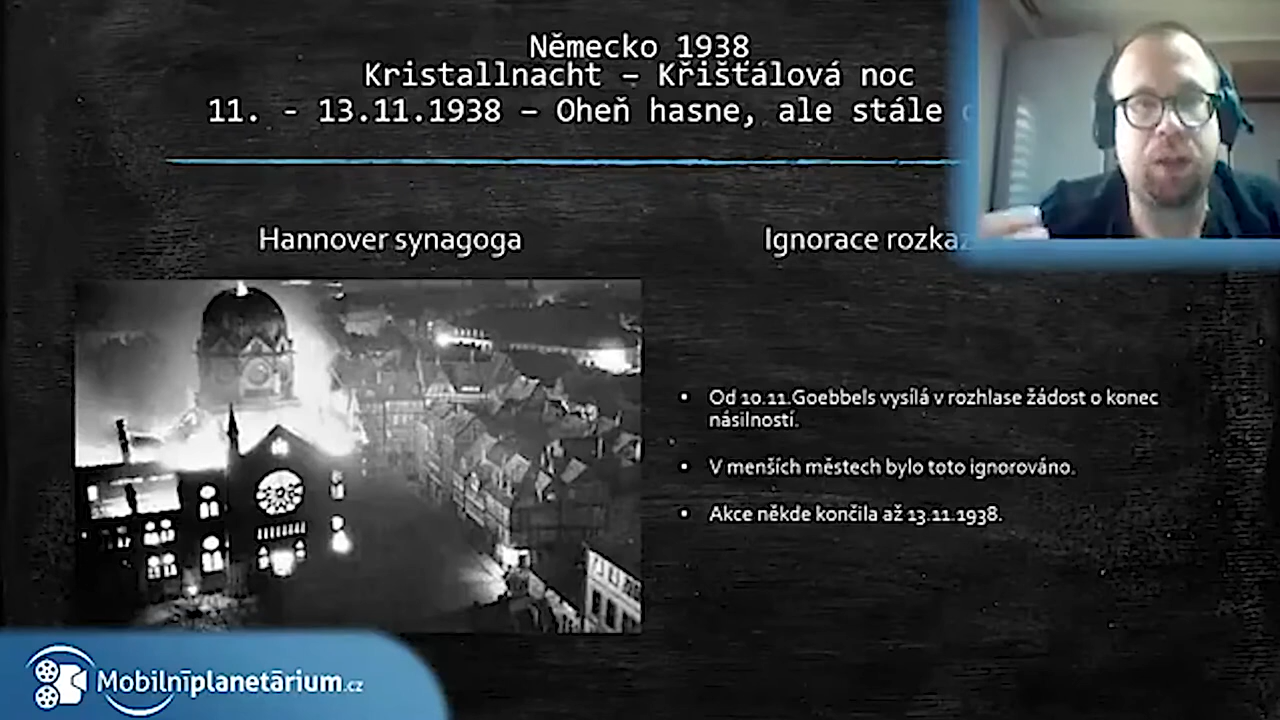 Německo 1938
Kristallnacht – Křišťálová noc
11. - 13.11.1938 – Oheň hasne, ale stále
Hannover synagoga
Ignorace
Od 10.11.Goebbels vysílá v rozhlase žádost o konec
násilností.
V menších městech bylo toto ignorováno.
Akce někde končila až 13.11.1938.
Mobilnīplanetārium.cz